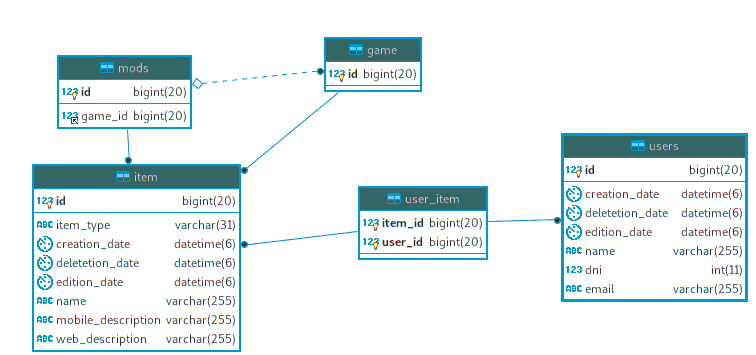 mods
123 id bigint(20)
123 game_id bigint(20)
game
123 id bigint(20)
item
123 id bigint(20)
ABC item_type varchar(31)
creation_date datetime(6)
deletetion_date datetime(6)
edition_date datetime(6)
ABC name varchar(255)
ABC mobile_description varchar(255)
ABC web_description varchar(255)
user_item
123 item_id bigint(20)
123 user_id bigint(20)
users
123 id bigint(20)
creation_date datetime(6)
deletetion_date datetime(6)
edition_date datetime(6)
ABC name varchar(255)
123 dni int(11)
ABC email varchar(255)